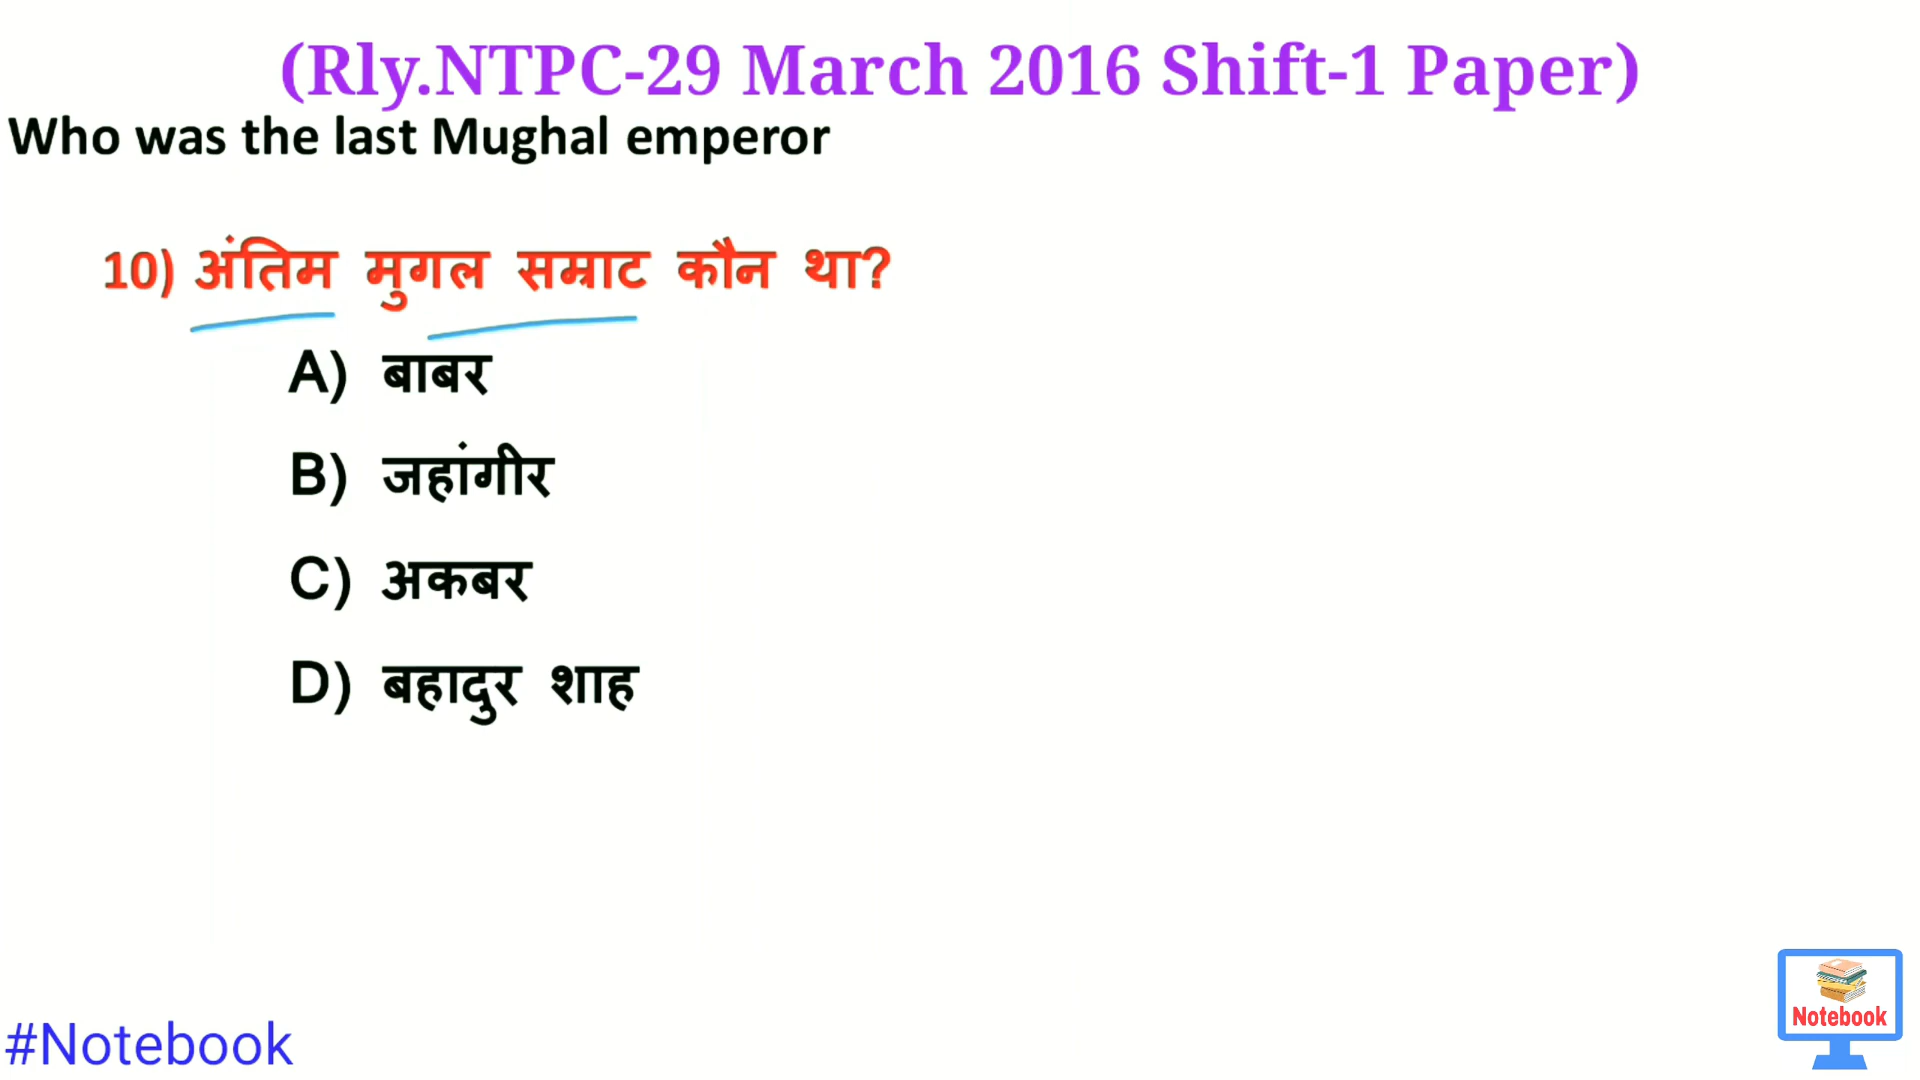 (Rly.NTPC-29 March 2016 Shift-1 Paper)
Who was the last Mughal emperor
10) अंतिम मुगल सम्राट कौन था?
A) बाबर
B) जहांगीर
C) अकबर
D) बहादुर शाह
Notebook
#Notebook